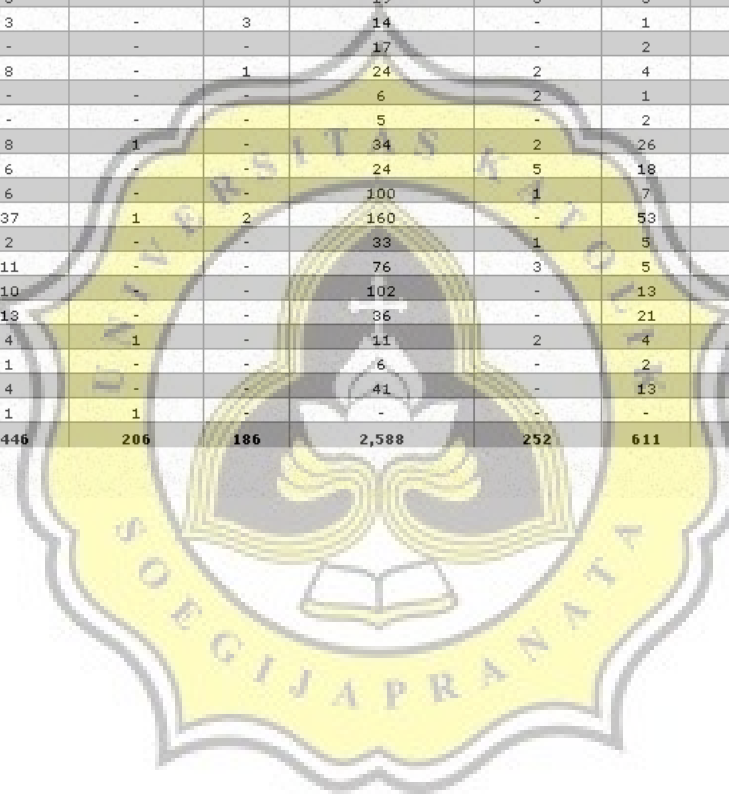 3 - 3 14 - 1
- - - 17 - 2
8 - 1 24 2 4
- - - 6 2 1
- - - 5 - 2
8 1 - 34 2 26
6 - - 24 5 18
6 - - 100 1 7
37 1 2 160 - 53
2 - - 33 1 5
11 - - 76 3 5
10 - - 102 - 13
13 - - 36 - 21
4 1 - 11 2 4
1 - - 6 - 2
4 - - 41 - 13
1 1 - - - -
446 206 186 2,588 252 611
UNIVERSITAS KATOLIK
SOEGIJAPRANATA